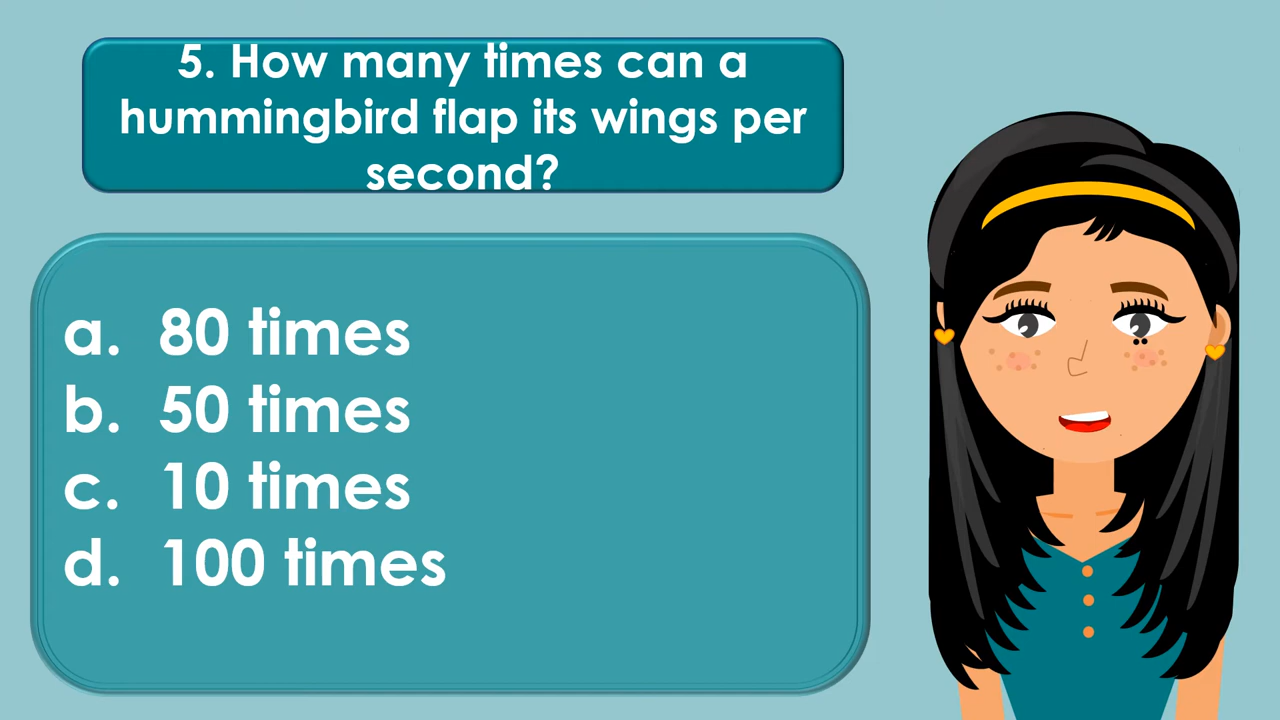 5. How many times can a
hummingbird flap its wings per
second?
a. 80 times
b. 50 times
c. 10 times
d. 100 times